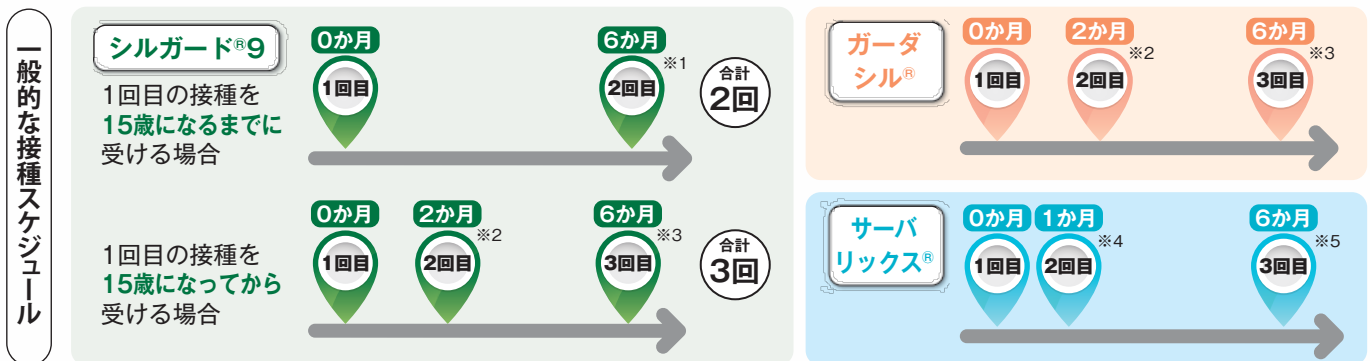 一般的な接種スケジュール
シルガード®9
1回目の接種を
15歳になるまでに
受ける場合
0か月
6か月
1回目
2回目
※1
合計
2回
1回目の接種を
15歳になってから
受ける場合
0か月
2か月
6か月
1回目
2回目
※2
3回目
※3
合計
3回
ガーダ
シル®
0か月
2か月
6か月
1回目
2回目
※2
3回目
※3
サーバ
リックス®
0か月
1か月
6か月
1回目
2回目
※4
3回目
※5